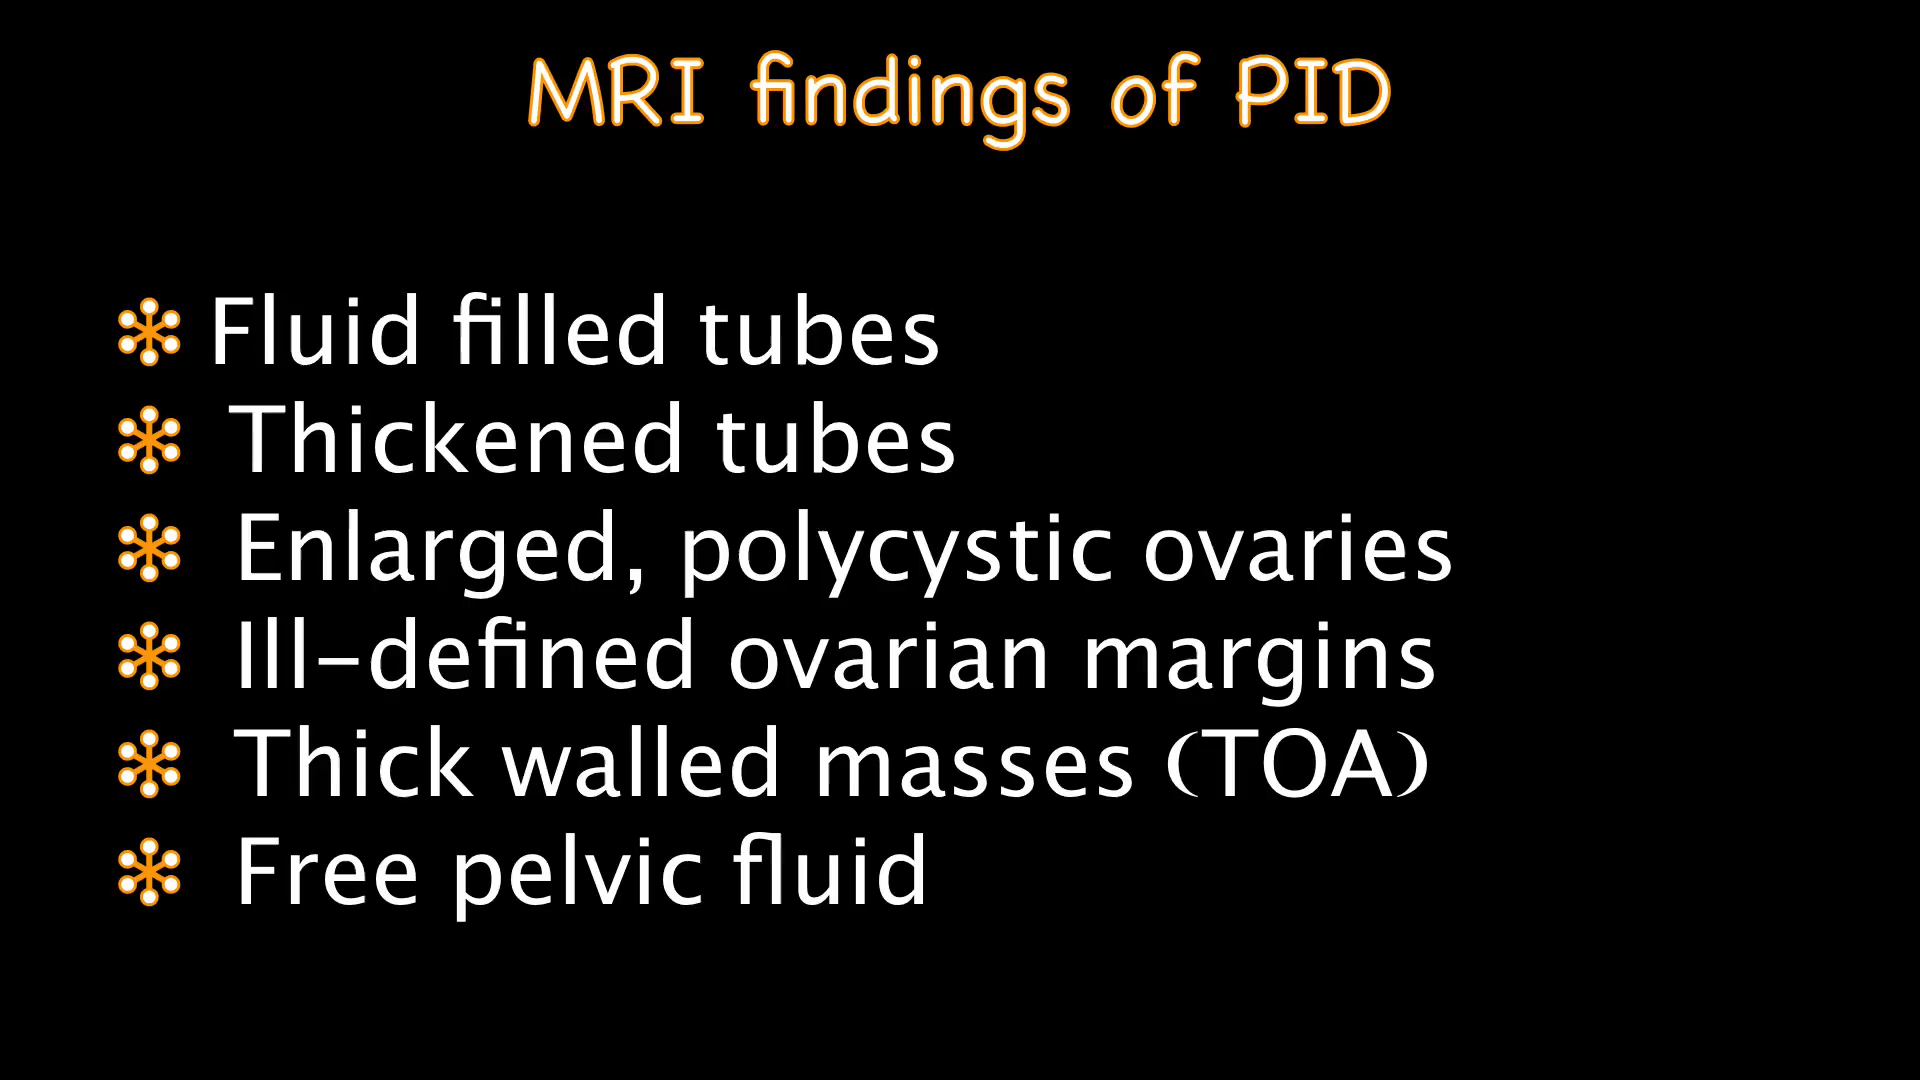 MRI findings of PID
Fluid filled tubes
Thickened tubes
Enlarged, polycystic ovaries
Ill-defined ovarian margins
Thick walled masses (TOA)
Free pelvic fluid